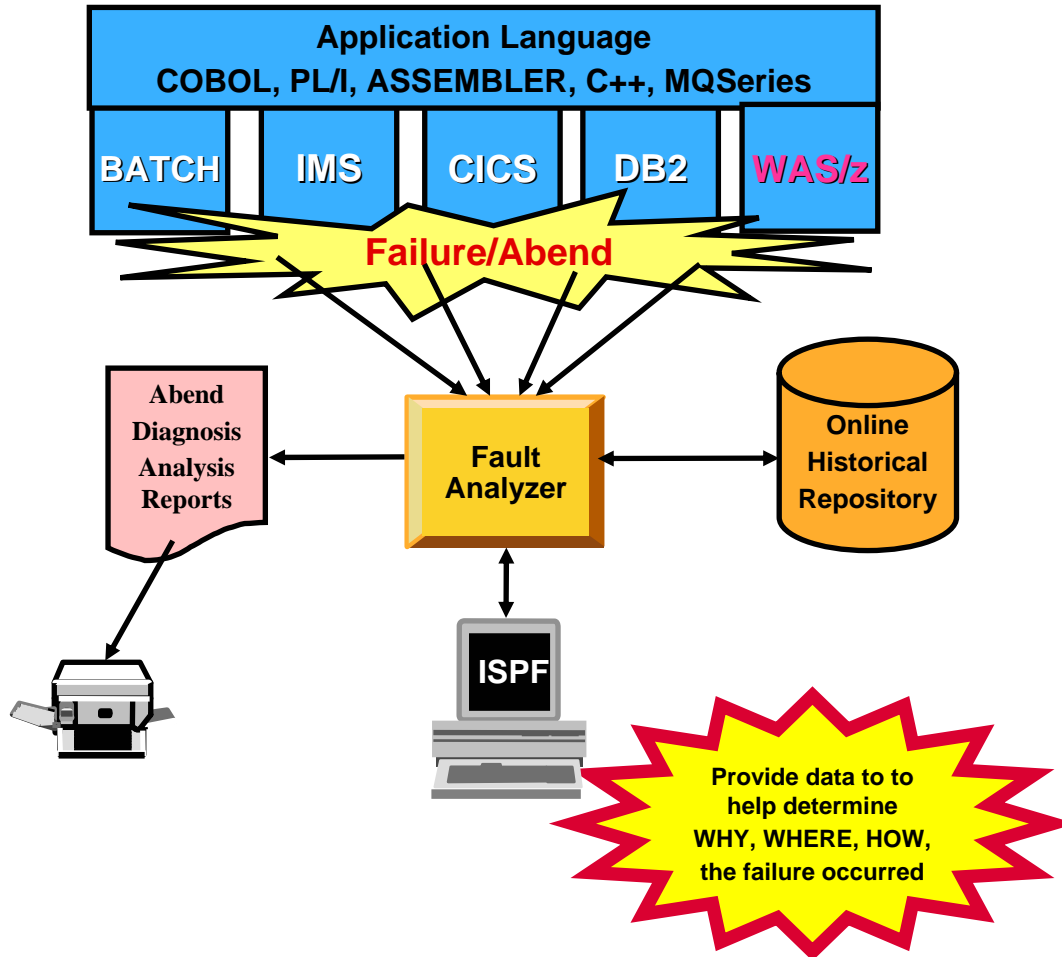 Application Language
COBOL, PL/I, ASSEMBLER, C++, MQSeries
BATCH
IMS
CICS
DB2
WAS/z
Failure/Abend
Abend
Diagnosis
Analysis
Reports
Fault
Analyzer
Online
Historical
Repository
ISPF
Provide data to to
help determine
WHY, WHERE, HOW,
the failure occurred